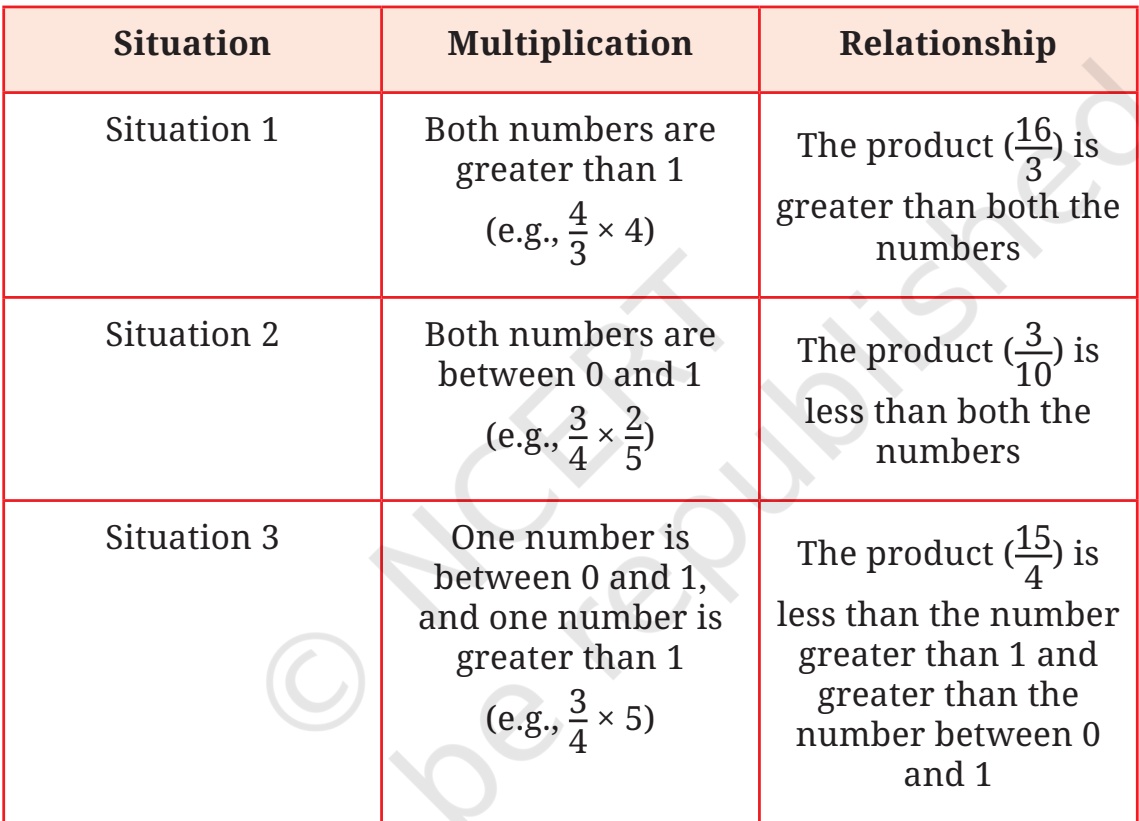 Situation Multiplication Relationship
Situation 1
Both numbers are
greater than 1
(e.g., 4/3 × 4)
The product (16/3) is
greater than both the
numbers
Situation 2
Both numbers are
between 0 and 1
(e.g., 3/4 × 2/5)
The product (3/10) is
less than both the
numbers
Situation 3
One number is
between 0 and 1,
and one number is
greater than 1
(e.g., 3/4 × 5)
The product (15/4) is
less than the number
greater than 1 and
greater than the
number between 0
and 1
© NCERT
be republished